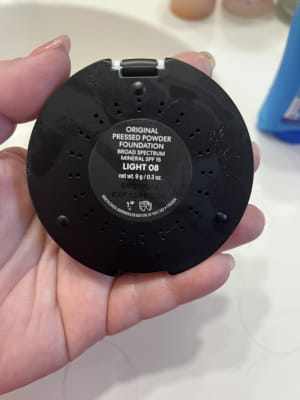 ORIGINAL
PRESSED POWDER
FOUNDATION
BROAD SPECTRUM
MINERAL SPF 15
LIGHT 08
net wt. 9 g / 0.3 oz.